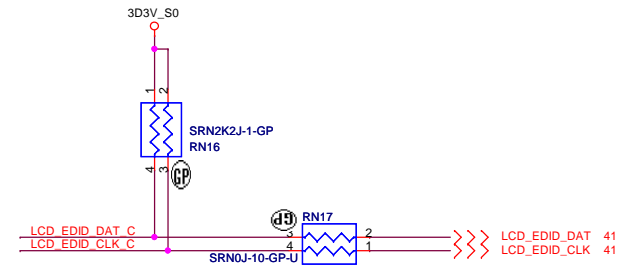 3D3V_S0
1 2
SRN2K2J-1-GP
RN16
4 3
GP
GP
RN17
LCD_EDID_DAT_C
3 2
LCD_EDID_DAT 41
LCD_EDID_CLK_C
4 1
LCD_EDID_CLK 41
SRN0J-10-GP-U